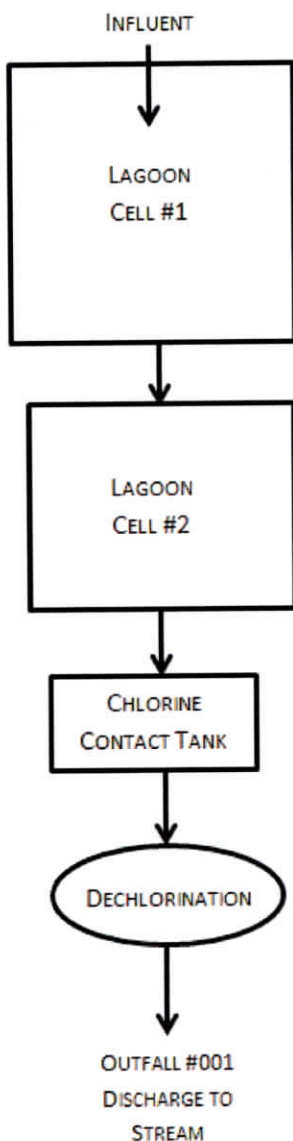 INFLUENT
LAGOON
CELL #1
LAGOON
CELL #2
CHLORINE
CONTACT TANK
DECHLORINATION
OUTFALL #001
DISCHARGE TO
STREAM